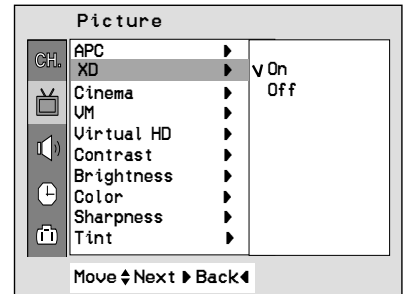 Picture
CH.
APC
XD
Cinema
VM
Virtual HD
Contrast
Brightness
Color
Sharpness
Tint
On
Off
Move Next Back